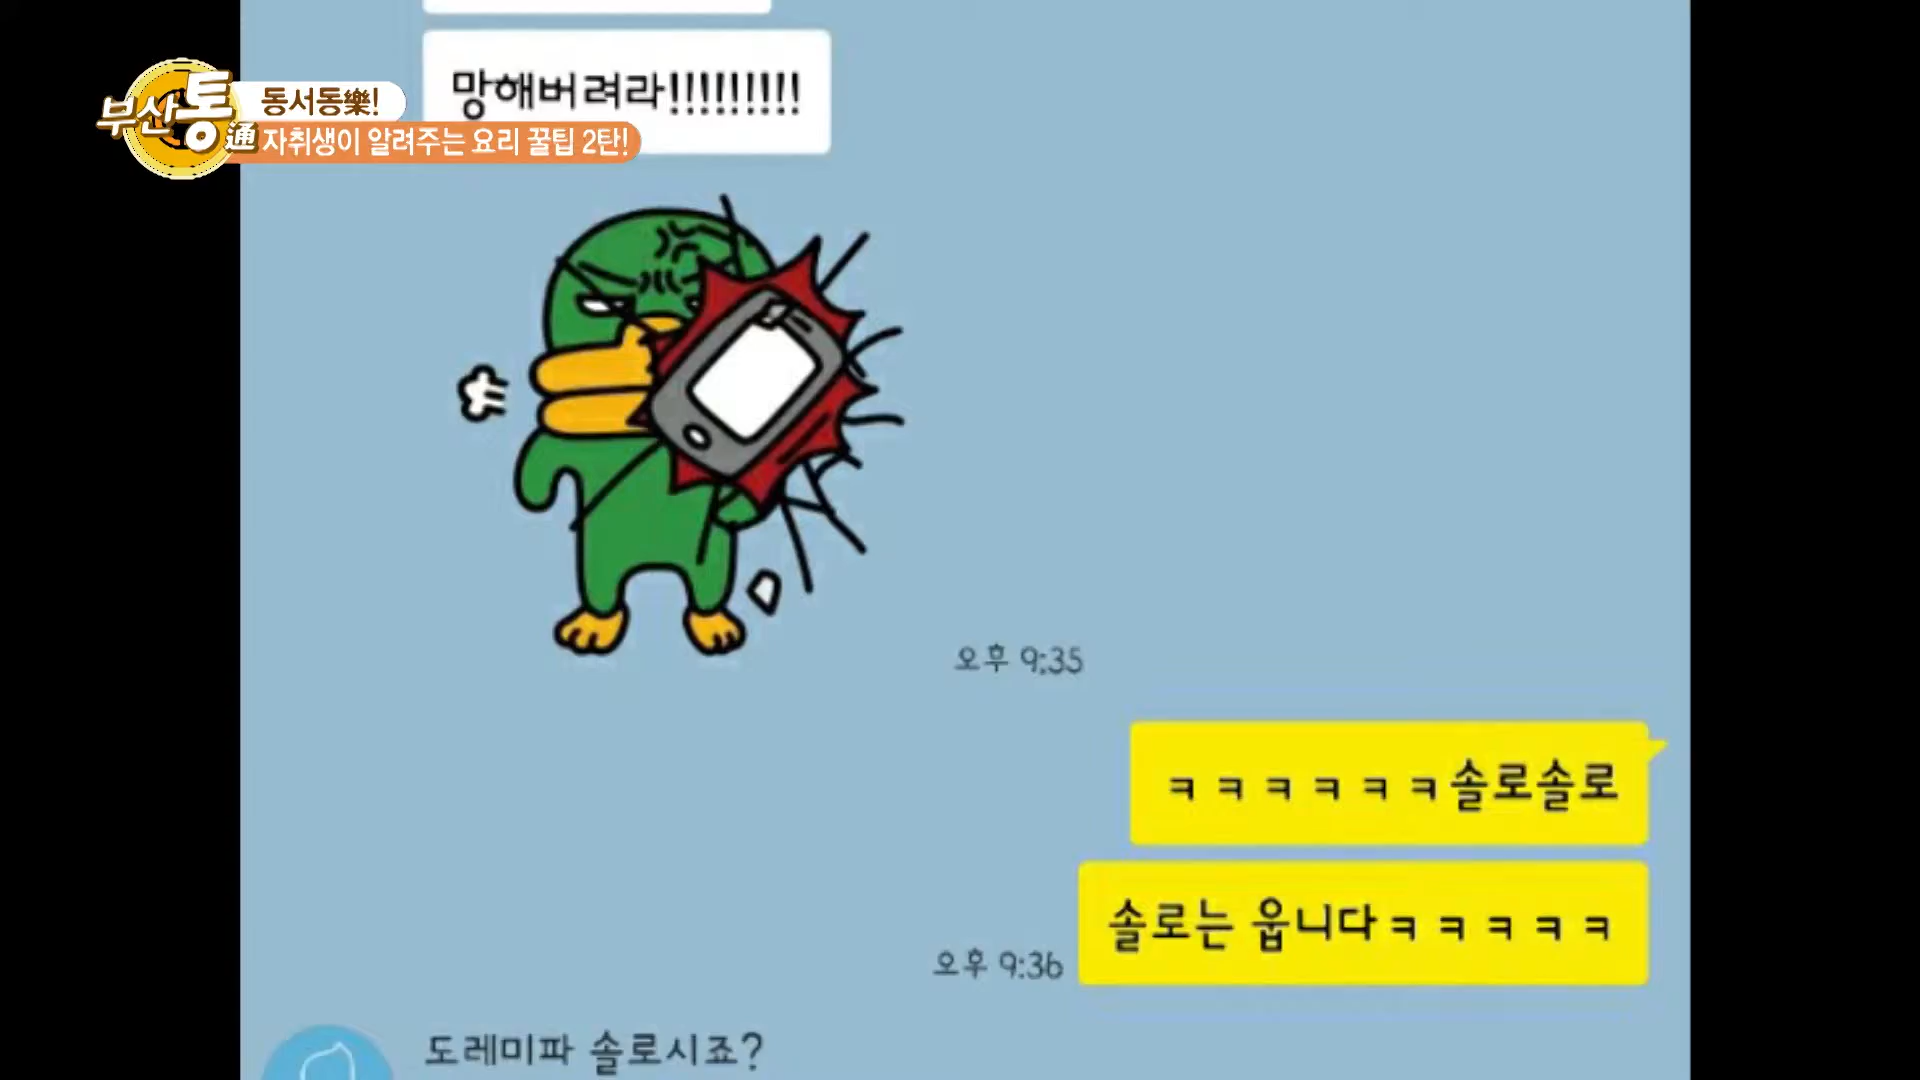 망해버려라!!!!!!!!!
부산통
通
동서동樂!
자취생이 알려주는 요리 꿀팁 2탄!
오후 9:35
ㅋㅋㅋㅋㅋㅋ솔로솔로
솔로는 웁니다ㅋㅋㅋㅋㅋ
오후 9:36
도레미파 솔로시죠?